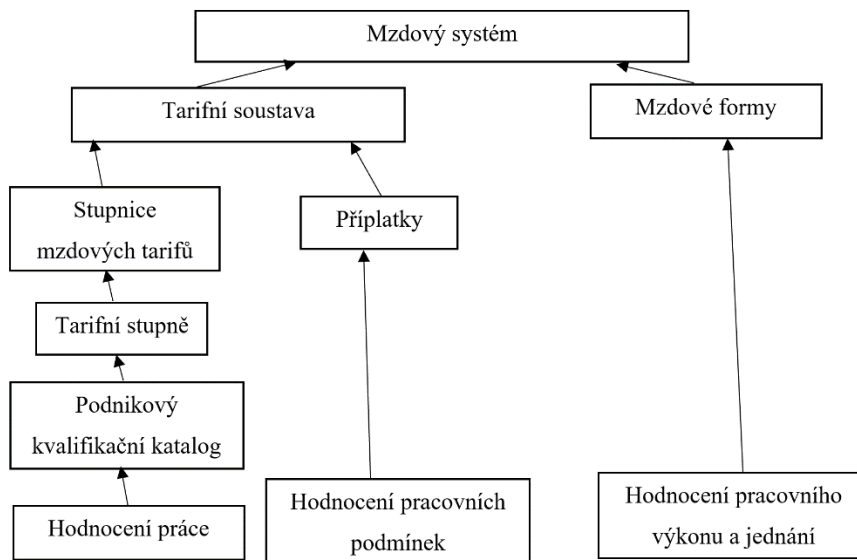 Mzdový systém
Tarifní soustava
Mzdové formy
Stupnice
mzdových tarifů
Příplatky
Tarifní stupně
Podnikový
kvalifikační katalog
Hodnocení práce
Hodnocení pracovních
podmínek
Hodnocení pracovního
výkonu a jednání